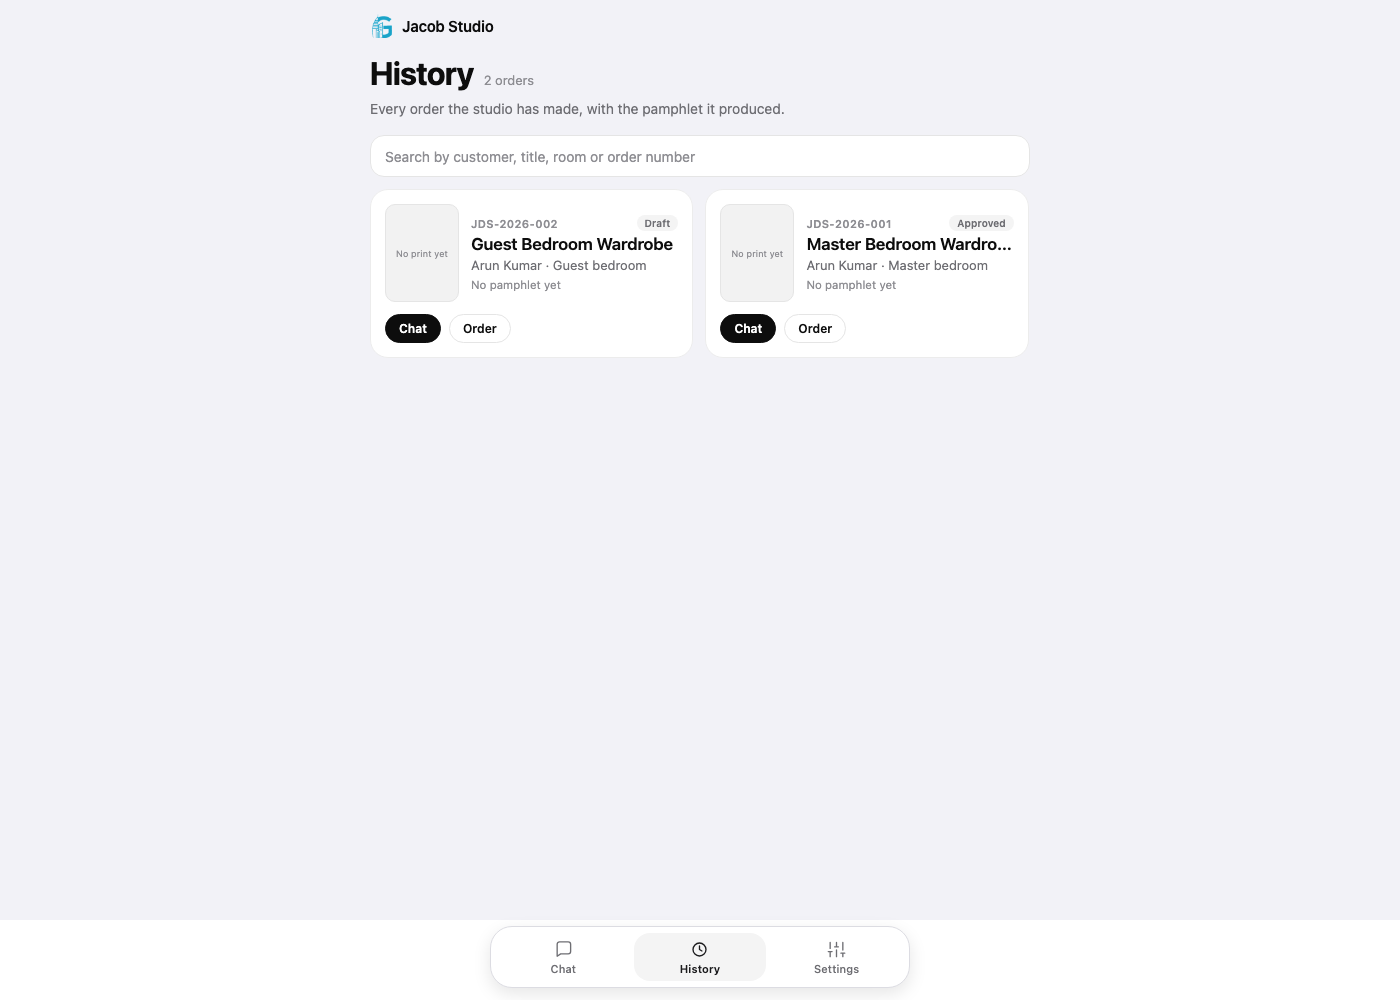 Jacob Studio
History 2 orders
Every order the studio has made, with the pamphlet it produced.
Search by customer, title, room or order number
No print yet
JDS-2026-002 Draft
Guest Bedroom Wardrobe
Arun Kumar · Guest bedroom
No pamphlet yet
Chat Order
No print yet
JDS-2026-001 Approved
Master Bedroom Wardro...
Arun Kumar · Master bedroom
No pamphlet yet
Chat Order
Chat History Settings